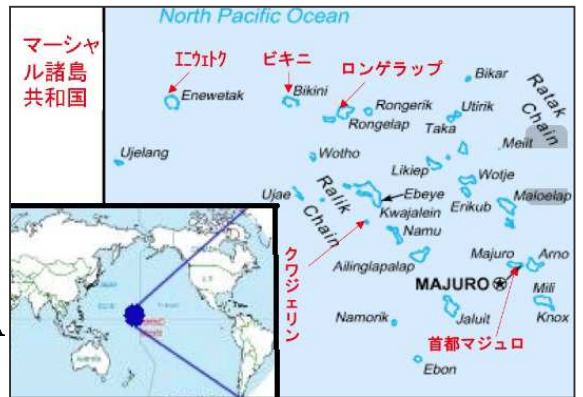 North Pacific Ocean
マーシャ
ル諸島
共和国
エニウェトク
ビキニ
ロンゲラップ
Enewetak
Bikini
Rongelap
Rongerik
Bikar
Utirik
Taka
Ratak
Chain
Mejit
Ujelang
Wotho
Likiep
Wotje
Ujae
Ralik
Chain
Ebeye
Kwajalein
Erikub
Maloelap
Namu
クワジェリン
Ailinglapalap
Majuro
Arno
MAJURO
Mili
Knox
Jaluit
Namorik
首都マジュロ
Ebon